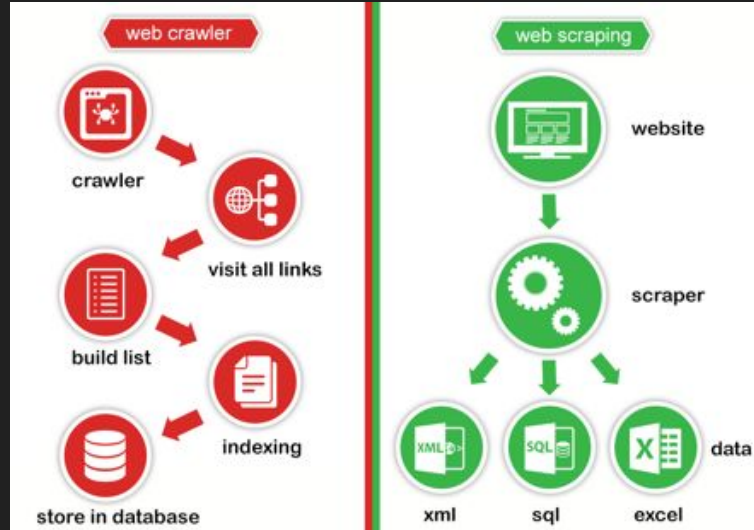 web crawler
crawler
visit all links
build list
indexing
store in database
web scraping
website
scraper
XML
SQL
X
data
xml
sql
excel